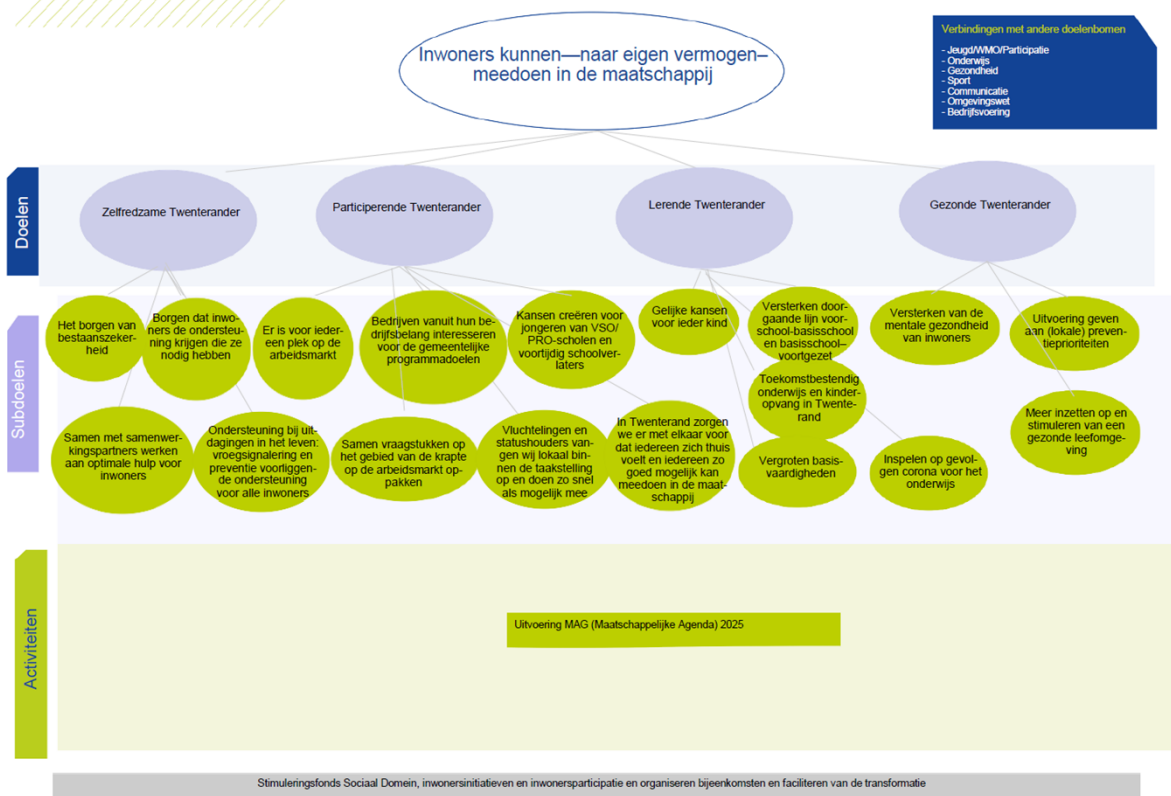 Inwoners kunnen—naar eigen vermogen–
meedoen in de maatschappij
Verbindingen met andere doelenbomen
- Jeugd/WMO/Participatie
- Onderwijs
- Gezondheid
- Sport
- Communicatie
- Omgevingswet
- Bedrijfsvoering
Doelen
Zelfredzame Twenterander
Participerende Twenterander
Lerende Twenterander
Gezonde Twenterander
Subdoelen
Het borgen van
bestaanszeker-
heid
Borgen dat inwo-
ners de ondersteu-
ning krijgen die ze
nodig hebben
Er is voor ieder-
een plek op de
arbeidsmarkt
Bedrijven vanuit hun be-
drijfsbelang interesseren
voor de gemeentelijke
programmadoelen
Kansen creëren voor
jongeren van VSO/
PRO-scholen en
voortijdig schoolver-
laters
Gelijke kansen
voor ieder kind
Versterken door-
gaande lijn voor-
school-basisschool
en basisschool–
voortgezet
Versterken van de
mentale gezondheid
van inwoners
Uitvoering geven
aan (lokale) preven-
tieprioriteiten
Toekomstbestendig
onderwijs en kinder-
opvang in Twente-
rand
Samen met samenwer-
kingspartners werken
aan optimale hulp voor
inwoners
Ondersteuning bij uit-
dagingen in het leven:
vroegsignalering en
preventie voorliggen-
de ondersteuning
voor alle inwoners
Samen vraagstukken op
het gebied van de krapte
op de arbeidsmarkt op-
pakken
Vluchtelingen en
statushouders van-
gen wij lokaal bin-
nen de taakstelling
op en doen zo snel
als mogelijk mee
In Twenterand zorgen
we er met elkaar voor
dat iedereen zich thuis
voelt en iedereen zo
goed mogelijk kan
meedoen in de maat-
schappij
Vergroten basis-
vaardigheden
Inspelen op gevol-
gen corona voor het
onderwijs
Meer inzetten op en
stimuleren van een
gezonde leefomge-
ving
Activiteiten
Uitvoering MAG (Maatschappelijke Agenda) 2025
Stimuleringsfonds Sociaal Domein, inwonersinitiatieven en inwonersparticipatie en organiseren bijeenkomsten en faciliteren van de transformatie